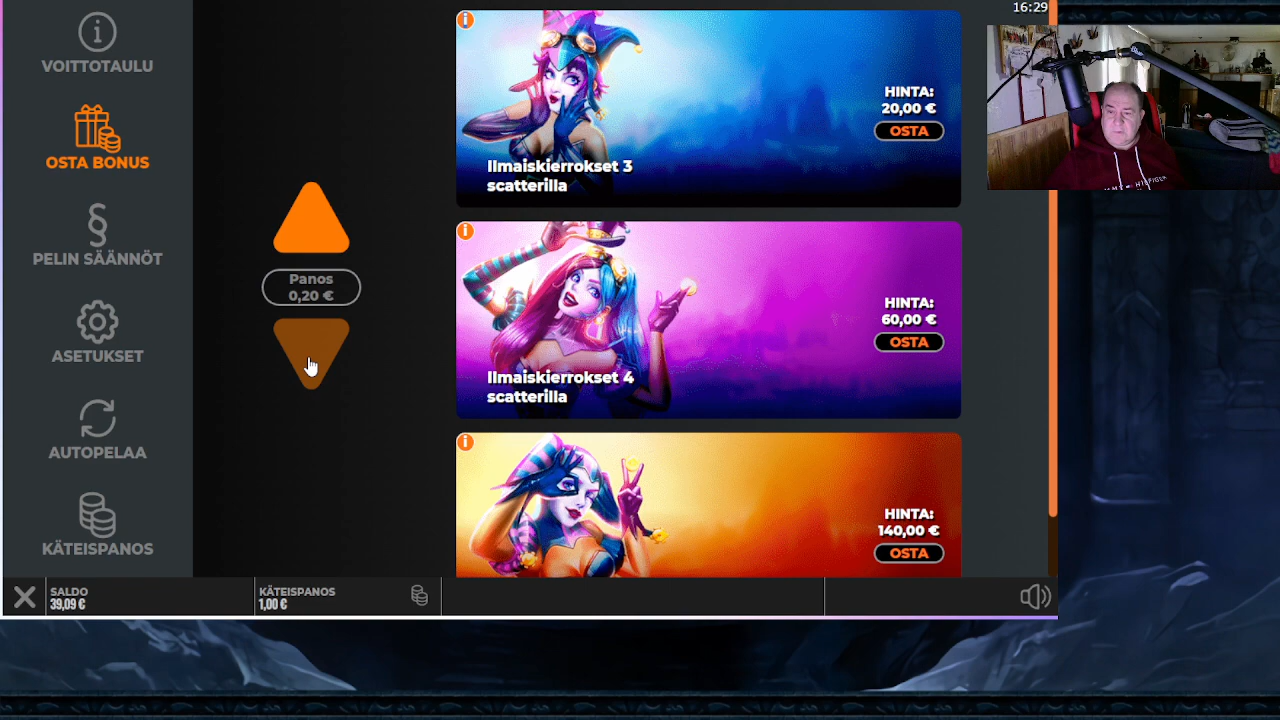 16:29
VOITTOTAULU
OSTA BONUS
PELIN SÄÄNNÖT
ASETUKSET
AUTOPELAA
KÄTEISPANOS
Panos
0,20 €
HINTA:
20,00 €
OSTA
Ilmaiskierrokset 3
scatterilla
HINTA:
60,00 €
OSTA
Ilmaiskierrokset 4
scatterilla
HINTA:
140,00 €
OSTA
SALDO
39,09 €
KÄTEISPANOS
1,00 €